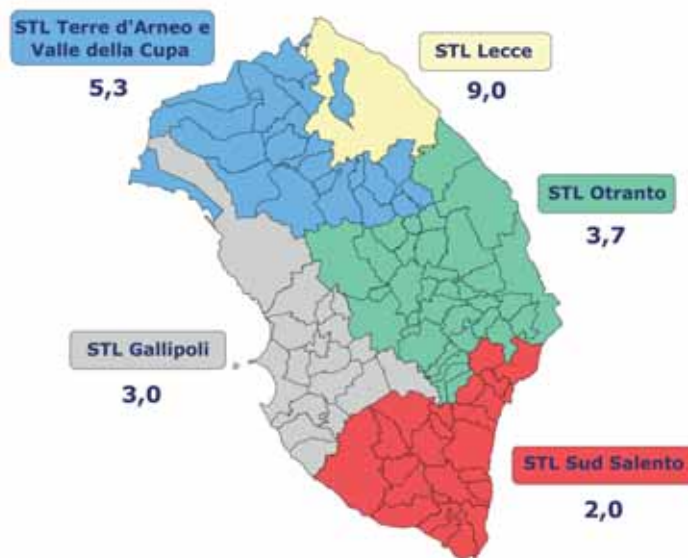 STL Terre d'Arneo e
Valle della Cupa
5,3
STL Lecce
9,0
STL Otranto
3,7
STL Gallipoli
3,0
STL Sud Salento
2,0